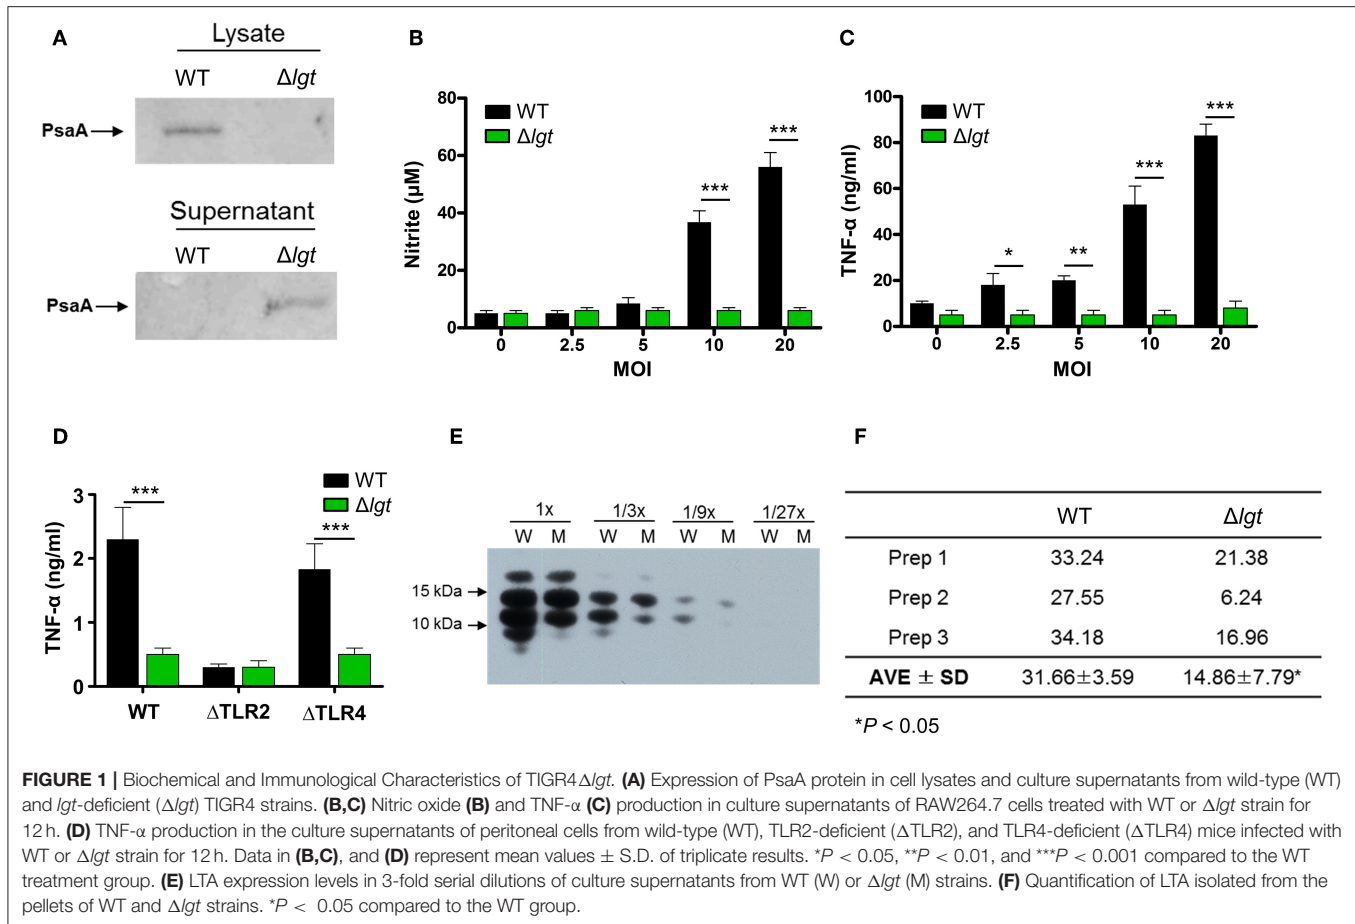 A
Lysate
WT Δlgt
PsaA
Supernatant
WT Δlgt
PsaA
B
WT
Δlgt
80
60
40
20
0
Nitrite (μM)
***
***
0 2.5 5 10 20
MOI
C
WT
Δlgt
100
80
60
40
20
0
TNF-α (ng/ml)
*
**
***
***
0 2.5 5 10 20
MOI
D
WT
Δlgt
3
2
1
0
TNF-α (ng/ml)
***
***
WT ΔTLR2 ΔTLR4
E
1x 1/3x 1/9x 1/27x
W M W M W M W M
15 kDa
10 kDa
F
WT Δlgt
Prep 1 33.24 21.38
Prep 2 27.55 6.24
Prep 3 34.18 16.96
AVE ± SD 31.66±3.59 14.86±7.79*
*P < 0.05
FIGURE 1 | Biochemical and Immunological Characteristics of TIGR4Δlgt. (A) Expression of PsaA protein in cell lysates and culture supernatants from wild-type (WT)
and lgt-deficient (Δlgt) TIGR4 strains. (B,C) Nitric oxide (B) and TNF-α (C) production in culture supernatants of RAW264.7 cells treated with WT or Δlgt strain for
12 h. (D) TNF-α production in the culture supernatants of peritoneal cells from wild-type (WT), TLR2-deficient (ΔTLR2), and TLR4-deficient (ΔTLR4) mice infected with
WT or Δlgt strain for 12 h. Data in (B,C), and (D) represent mean values ± S.D. of triplicate results. *P < 0.05, **P < 0.01, and ***P < 0.001 compared to the WT
treatment group. (E) LTA expression levels in 3-fold serial dilutions of culture supernatants from WT (W) or Δlgt (M) strains. (F) Quantification of LTA isolated from the
pellets of WT and Δlgt strains. *P < 0.05 compared to the WT group.